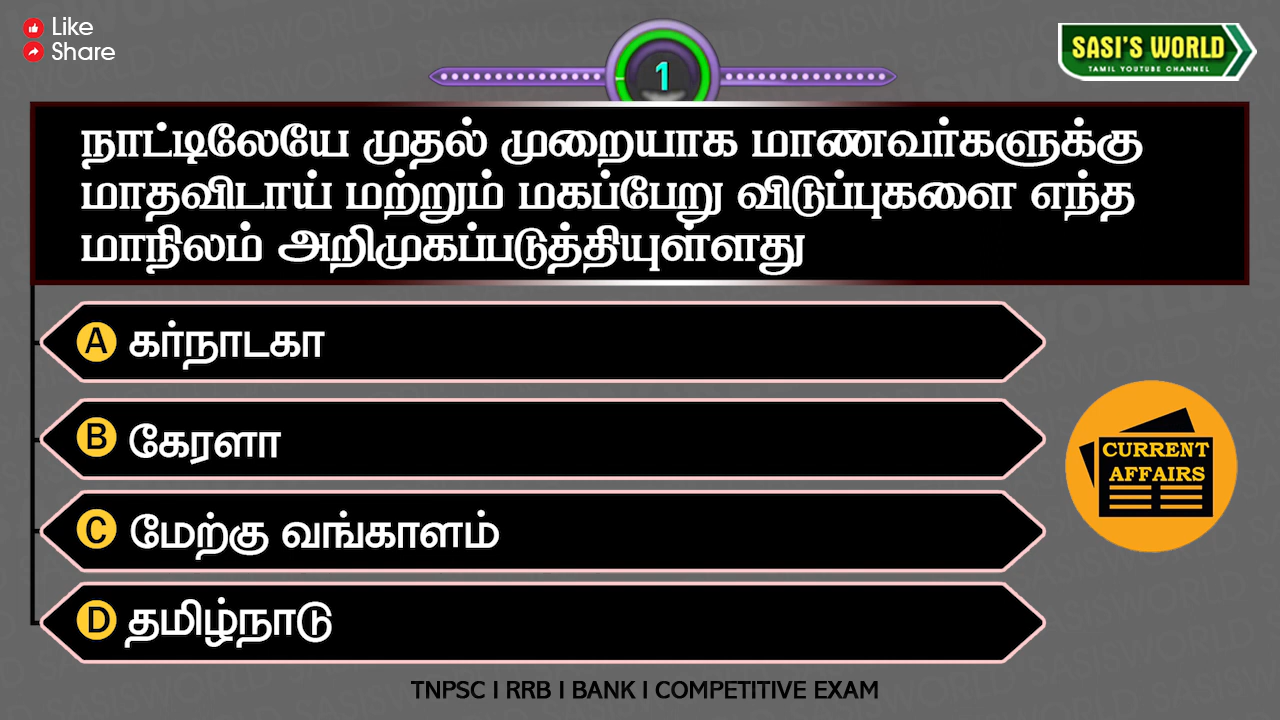 Like
Share
1
SASI'S WORLD
TAMIL YOUTUBE CHANNEL
நாட்டிலேயே முதல் முறையாக மாணவர்களுக்கு
மாதவிடாய் மற்றும் மகப்பேறு விடுப்புகளை எந்த
மாநிலம் அறிமுகப்படுத்தியுள்ளது
A கர்நாடகா
B கேரளா
C மேற்கு வங்காளம்
D தமிழ்நாடு
CURRENT
AFFAIRS
TNPSC I RRB I BANK I COMPETITIVE EXAM